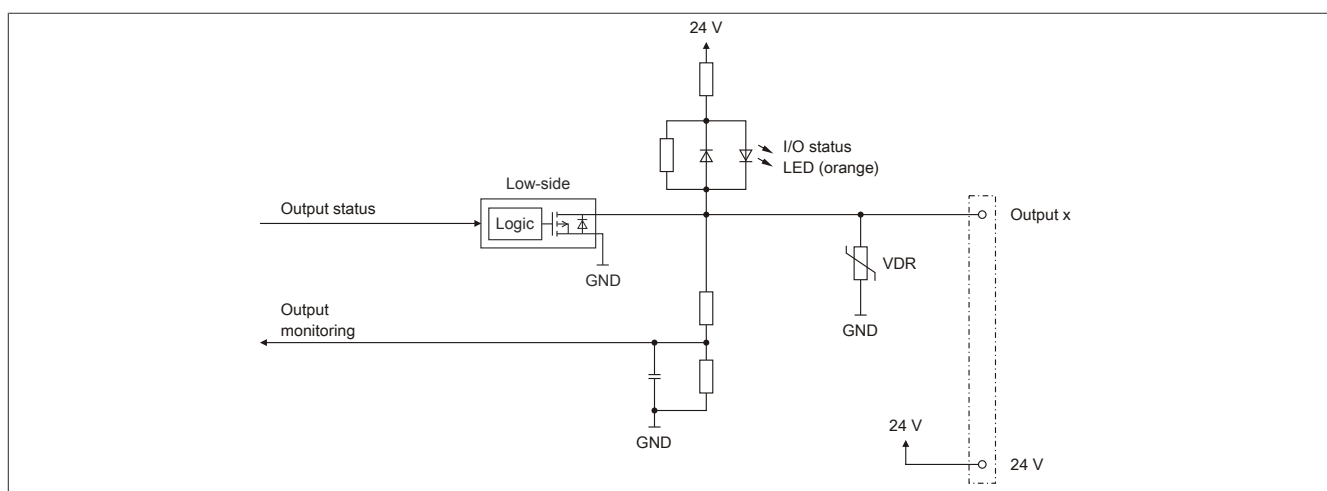 24 V
I/O status
LED (orange)
Low-side
Output status
Logic
Output x
GND
VDR
Output
monitoring
GND
24 V
GND
24 V